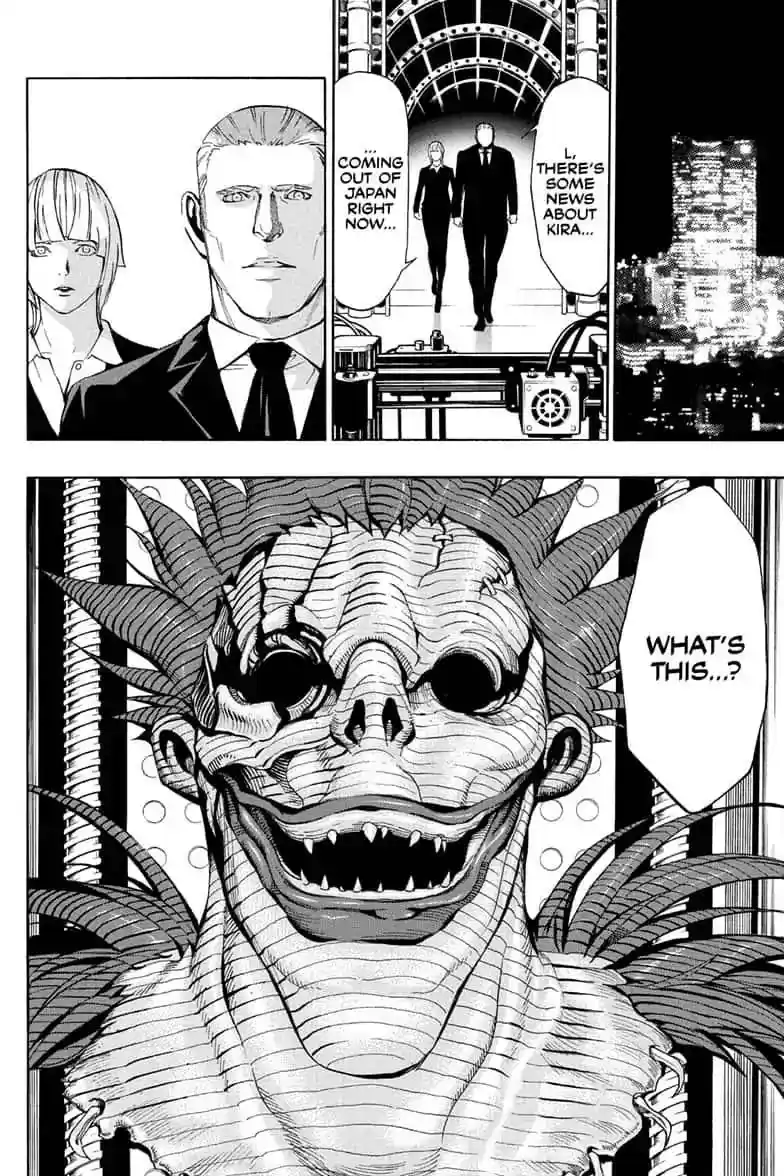 L,
THERE'S
SOME
NEWS
ABOUT
KIRA...
...
COMING
OUT OF
JAPAN
RIGHT
NOW...
WHAT'S
THIS...?